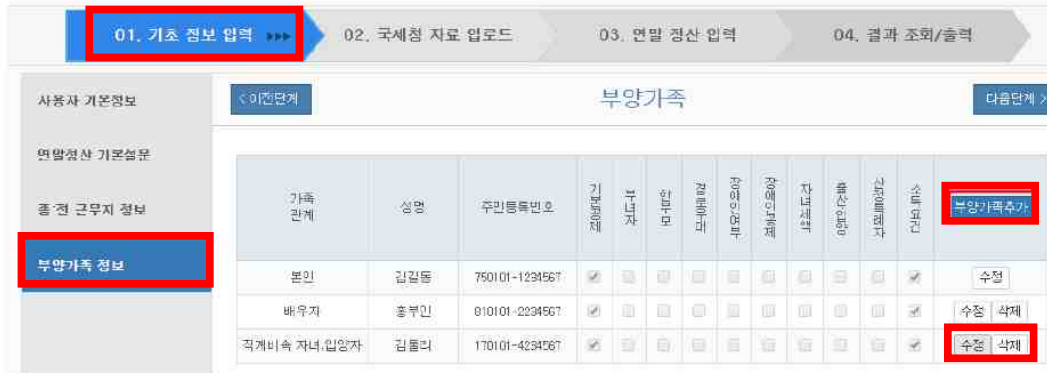 01. 기초 정보 입력 ▸▸▸ 02. 국세청 자료 업로드 03. 연말 정산 입력 04. 결과 조회/출력
사용자 기본정보
연말정산 기본설문
종·전 근무지 정보
부양가족 정보
< 이전단계 부양가족 다음단계 >
가족 관계 성명 주민등록번호 기본공제 부녀자 한부모 경로우대 장애인여부 장애인공제 자녀세액 출산입양 산정특례자 소득요건 부양가족추가
본인 김길동 750101-1234567 수정
배우자 홍부인 810101-2234567 수정 삭제
직계비속 자녀,입양자 김둘리 170101-4234567 수정 삭제